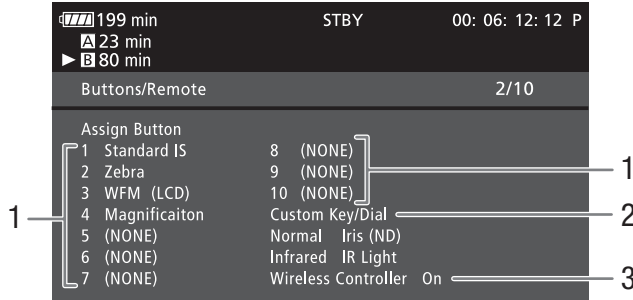 199 min STBY 00: 06: 12: 12 P
A 23 min
B 80 min
Buttons/Remote 2/10
Assign Button
1 Standard IS 8 (NONE)
2 Zebra 9 (NONE)
3 WFM (LCD) 10 (NONE)
4 Magnificaiton Custom Key/Dial
5 (NONE) Normal Iris (ND)
6 (NONE) Infrared IR Light
7 (NONE) Wireless Controller On
1
1
2
3